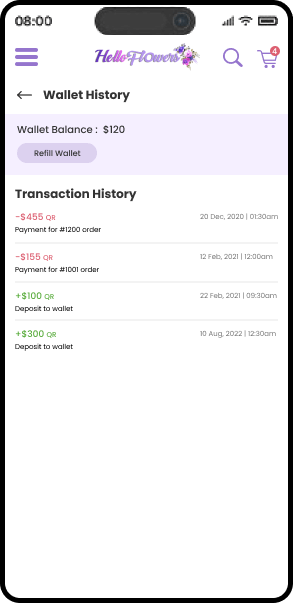 08:00
HelloFlowers
4
Wallet History
Wallet Balance : $120
Refill Wallet
Transaction History
-$455 QR 20 Dec, 2020 | 01:30am
Payment for #1200 order
-$155 QR 12 Feb, 2021 | 12:00am
Payment for #1001 order
+$100 QR 22 Feb, 2021 | 09:30am
Deposit to wallet
+$300 QR 10 Aug, 2022 | 12:30am
Deposit to wallet